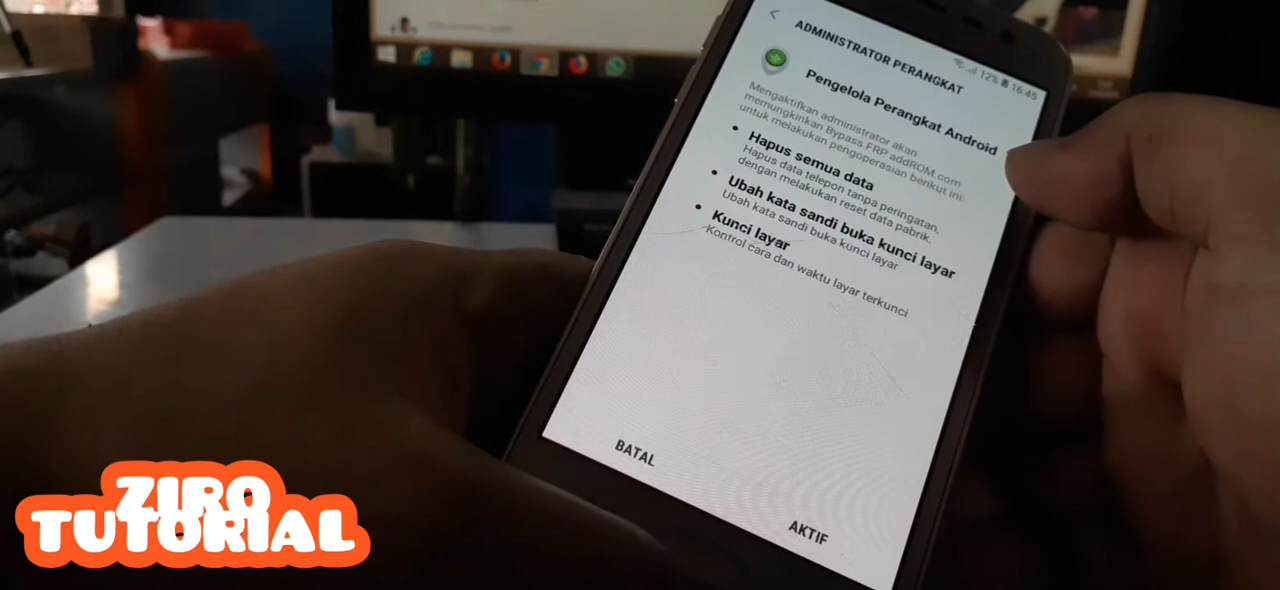 ADMINISTRATOR PERANGKAT
12% 16:45
Pengelola Perangkat Android
Mengaktifkan administrator akan
memungkinkan Bypass FRP addROM.com
untuk melakukan pengoperasian berikut ini:
• Hapus semua data
Hapus data telepon tanpa peringatan,
dengan melakukan reset data pabrik.
• Ubah kata sandi buka kunci layar
Ubah kata sandi buka kunci layar
• Kunci layar
Kontrol cara dan waktu layar terkunci
BATAL
AKTIF
ZIRO
TUTORIAL